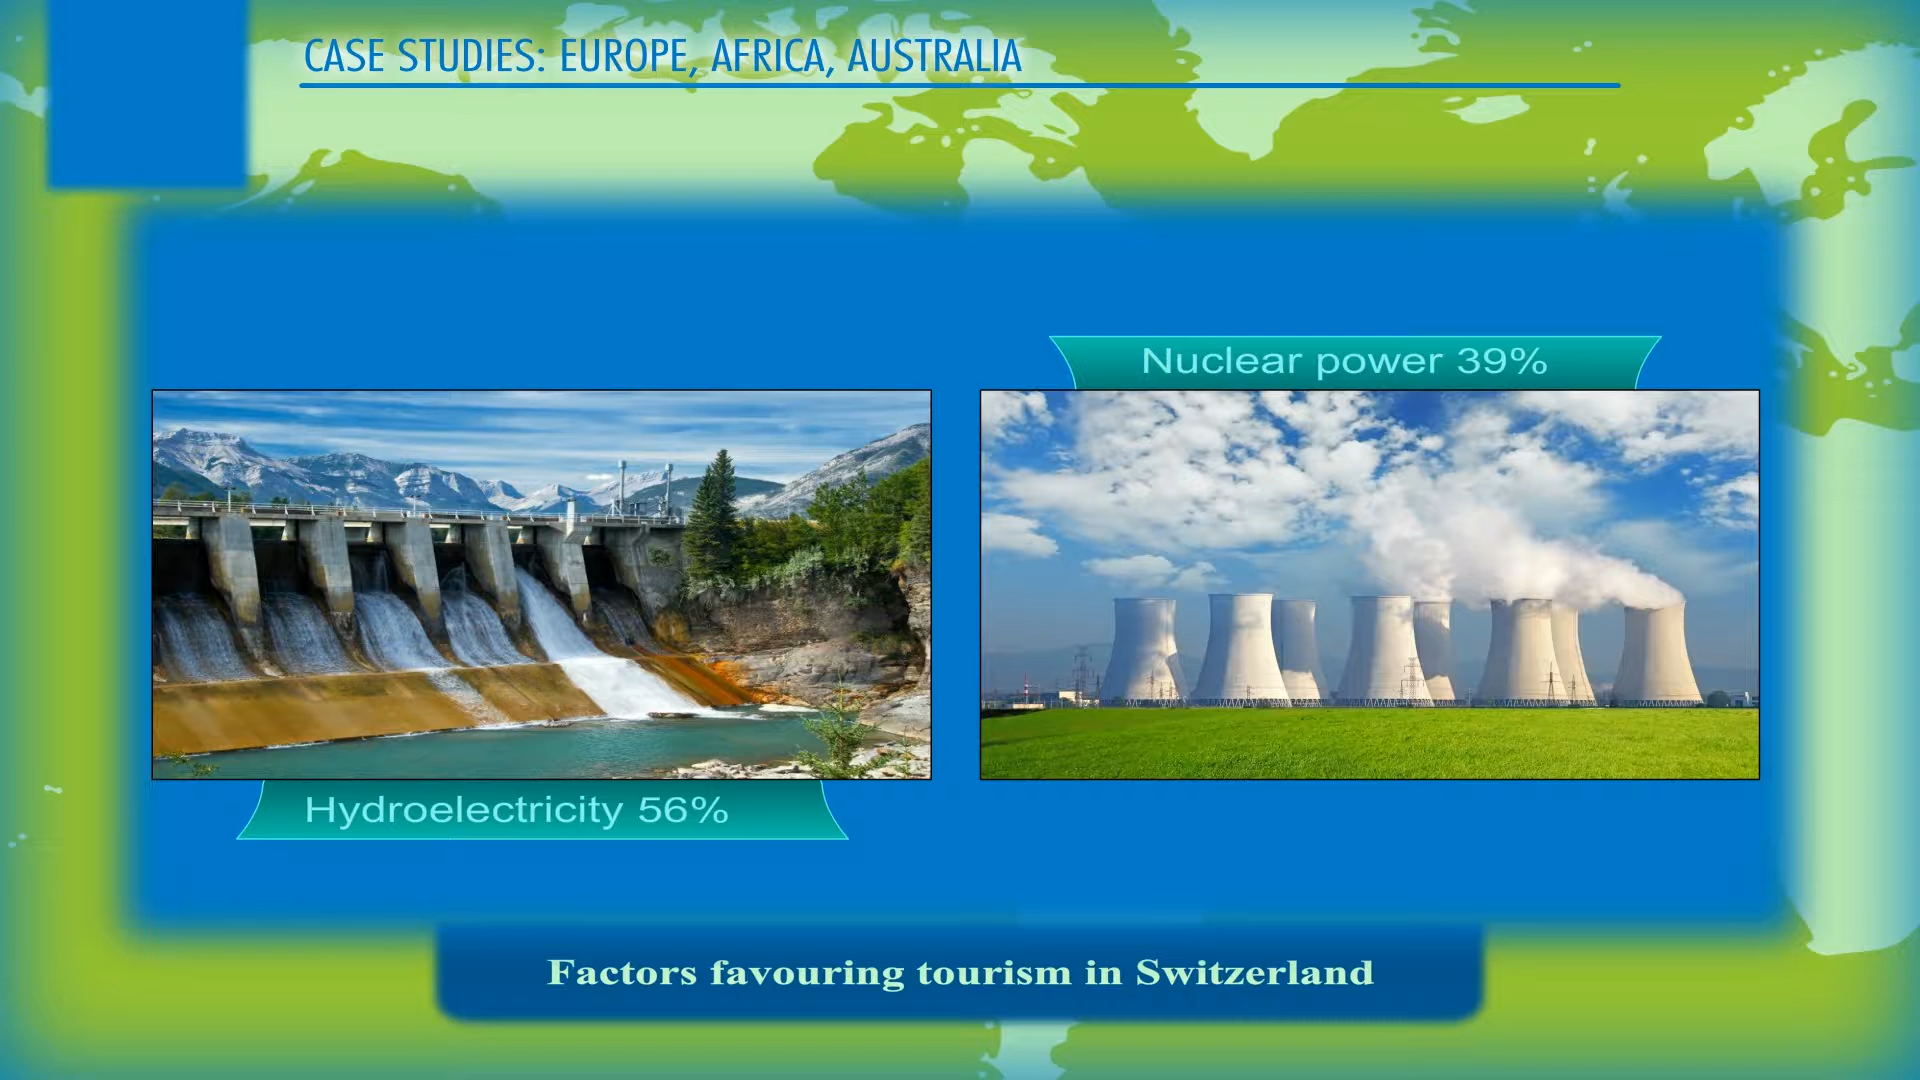 CASE STUDIES: EUROPE, AFRICA, AUSTRALIA
Nuclear power 39%
Hydroelectricity 56%
Factors favouring tourism in Switzerland